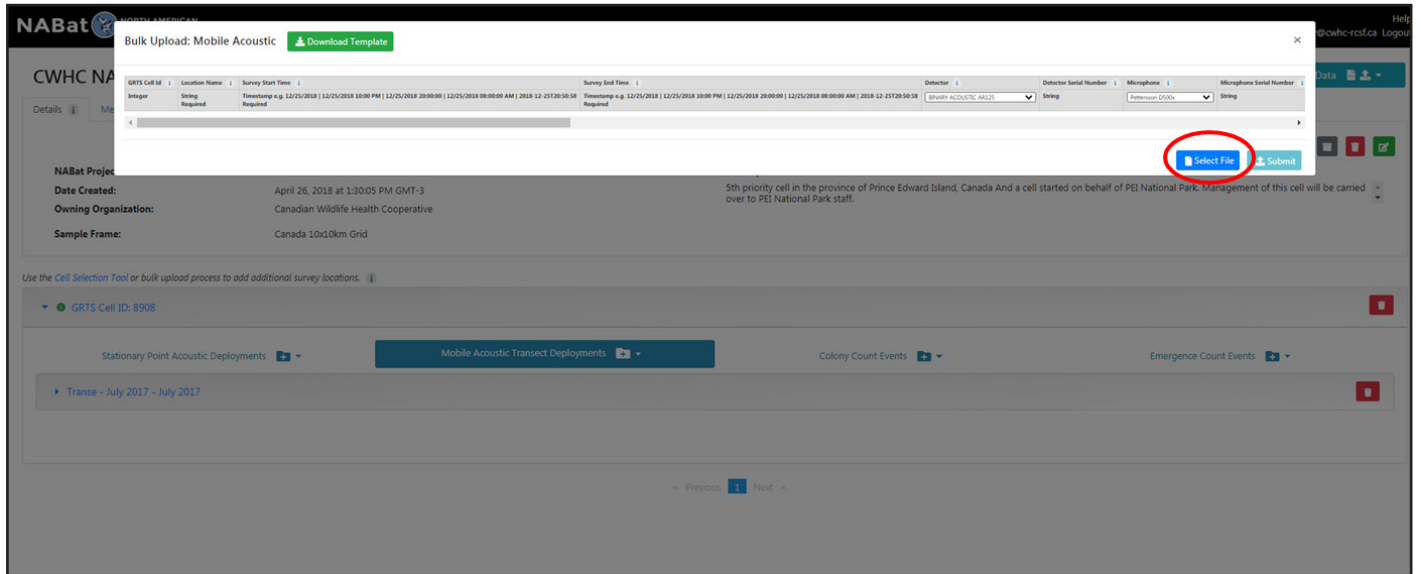 NABat NORTH AMERICAN
Help
@cwhc-rcsf.ca Logout
Bulk Upload: Mobile Acoustic Download Template ×
CWHC NA
Data
Details Me
GRTS Cell Id Location Name Survey Start Time Survey End Time Detector Detector Serial Number Microphone Microphone Serial Number
Integer String Timestamp e.g. 12/25/2018 | 12/25/2018 10:00 PM | 12/25/2018 20:00:00 | 12/25/2018 08:00:00 AM | 2018-12-25T20:50:58 Timestamp e.g. 12/25/2018 | 12/25/2018 10:00 PM | 12/25/2018 20:00:00 | 12/25/2018 08:00:00 AM | 2018-12-25T20:50:58 BINARY ACOUSTIC AR125 String Pettersson D500x String
Required Required Required
Select File Submit
NABat Projec
Date Created: April 26, 2018 at 1:30:05 PM GMT-3
5th priority cell in the province of Prince Edward Island, Canada And a cell started on behalf of PEI National Park. Management of this cell will be carried
over to PEI National Park staff.
Owning Organization: Canadian Wildlife Health Cooperative
Sample Frame: Canada 10x10km Grid
Use the Cell Selection Tool or bulk upload process to add additional survey locations.
GRTS Cell ID: 8908
Stationary Point Acoustic Deployments Mobile Acoustic Transect Deployments Colony Count Events Emergence Count Events
Transe - July 2017 - July 2017
« Previous 1 Next »